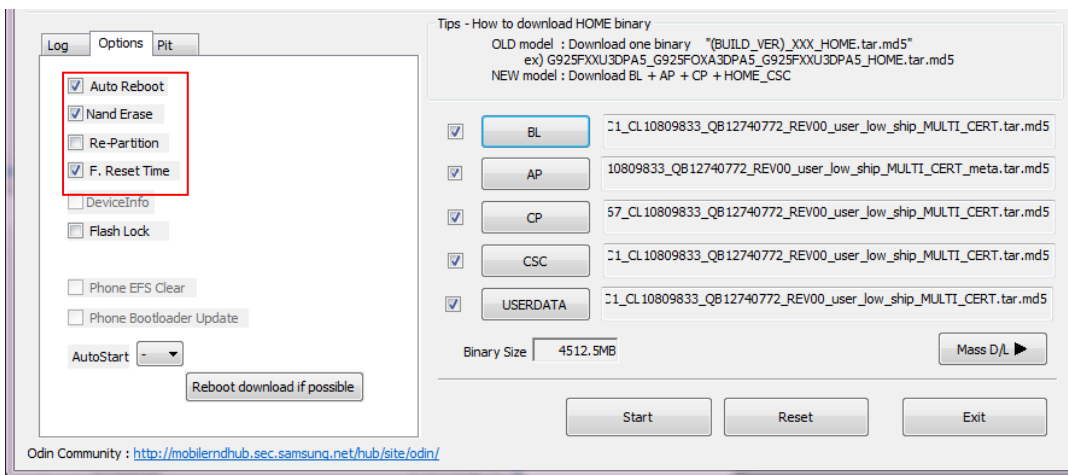 Log Options Pit
Auto Reboot
Nand Erase
Re-Partition
F. Reset Time
DeviceInfo
Flash Lock
Phone EFS Clear
Phone Bootloader Update
AutoStart -
Reboot download if possible
Tips - How to download HOME binary
OLD model : Download one binary "(BUILD_VER)_XXX_HOME.tar.md5"
ex) G925FXXU3DPA5_G925FOXA3DPA5_G925FXXU3DPA5_HOME.tar.md5
NEW model : Download BL + AP + CP + HOME_CSC
BL C1_CL10809833_QB12740772_REV00_user_low_ship_MULTI_CERT.tar.md5
AP 10809833_QB12740772_REV00_user_low_ship_MULTI_CERT_meta.tar.md5
CP 57_CL10809833_QB12740772_REV00_user_low_ship_MULTI_CERT.tar.md5
CSC C1_CL10809833_QB12740772_REV00_user_low_ship_MULTI_CERT.tar.md5
USERDATA C1_CL10809833_QB12740772_REV00_user_low_ship_MULTI_CERT.tar.md5
Binary Size 4512.5MB Mass D/L ▶
Start Reset Exit
Odin Community : http://mobilerndhub.sec.samsung.net/hub/site/odin/